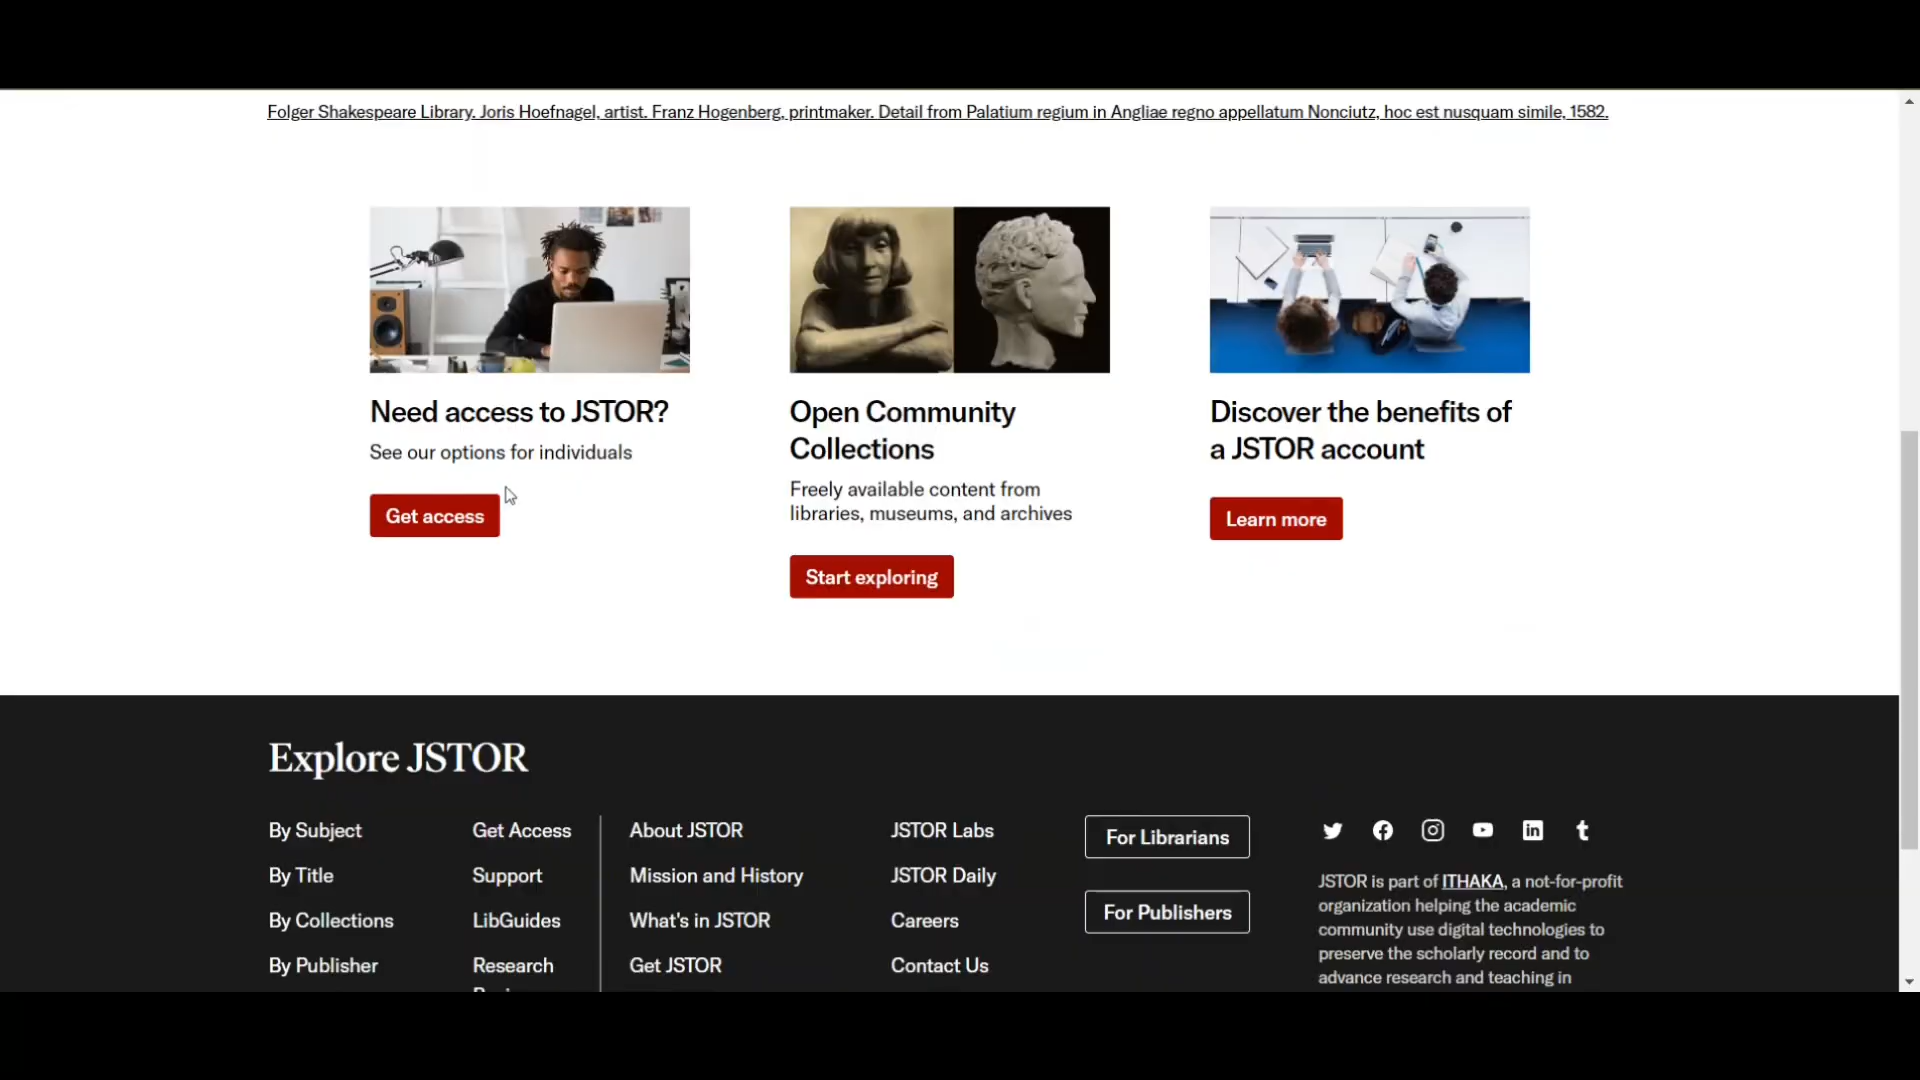 Folger Shakespeare Library. Joris Hoefnagel, artist. Franz Hogenberg, printmaker. Detail from Palatium regium in Angliae regno appellatum Nonciutz, hoc est nusquam simile, 1582.
Need access to JSTOR?
See our options for individuals
Get access
Open Community
Collections
Freely available content from
libraries, museums, and archives
Start exploring
Discover the benefits of
a JSTOR account
Learn more
Explore JSTOR
By Subject
By Title
By Collections
By Publisher
Get Access
Support
LibGuides
Research
About JSTOR
Mission and History
What's in JSTOR
Get JSTOR
JSTOR Labs
JSTOR Daily
Careers
Contact Us
For Librarians
For Publishers
JSTOR is part of ITHAKA, a not-for-profit
organization helping the academic
community use digital technologies to
preserve the scholarly record and to
advance research and teaching in